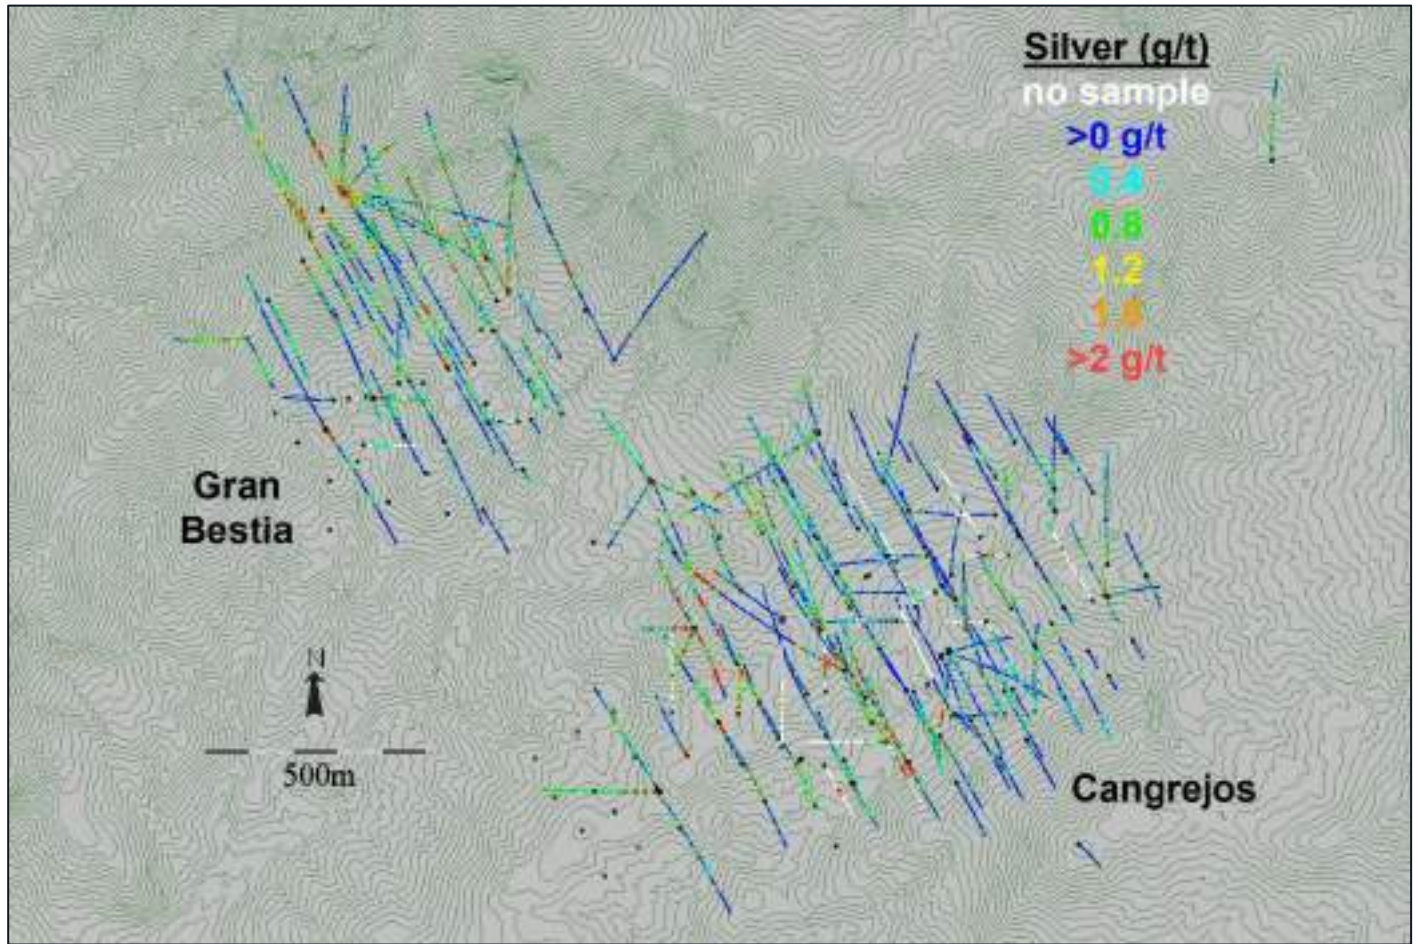 Silver (g/t)
no sample
>0 g/t
0.4
0.8
1.2
1.6
>2 g/t
Gran
Bestia
N
500m
Cangrejos